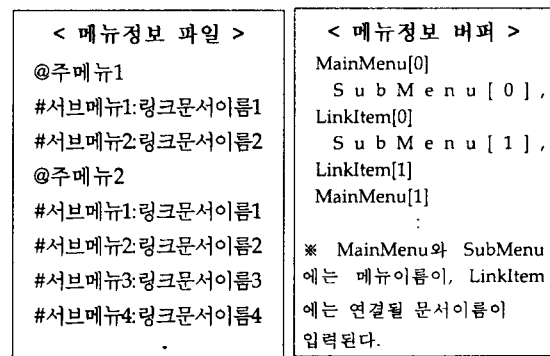 < 메뉴정보 파일 >
@주메뉴1
#서브메뉴1:링크문서이름1
#서브메뉴2:링크문서이름2
@주메뉴2
#서브메뉴1:링크문서이름1
#서브메뉴2:링크문서이름2
#서브메뉴3:링크문서이름3
#서브메뉴4:링크문서이름4
.
< 메뉴정보 버퍼 >
MainMenu[0]
S u b M e n u [ 0 ] ,
LinkItem[0]
S u b M e n u [ 1 ] ,
LinkItem[1]
MainMenu[1]
:
※ MainMenu와 SubMenu
에는 메뉴이름이, LinkItem
에는 연결될 문서이름이
입력된다.